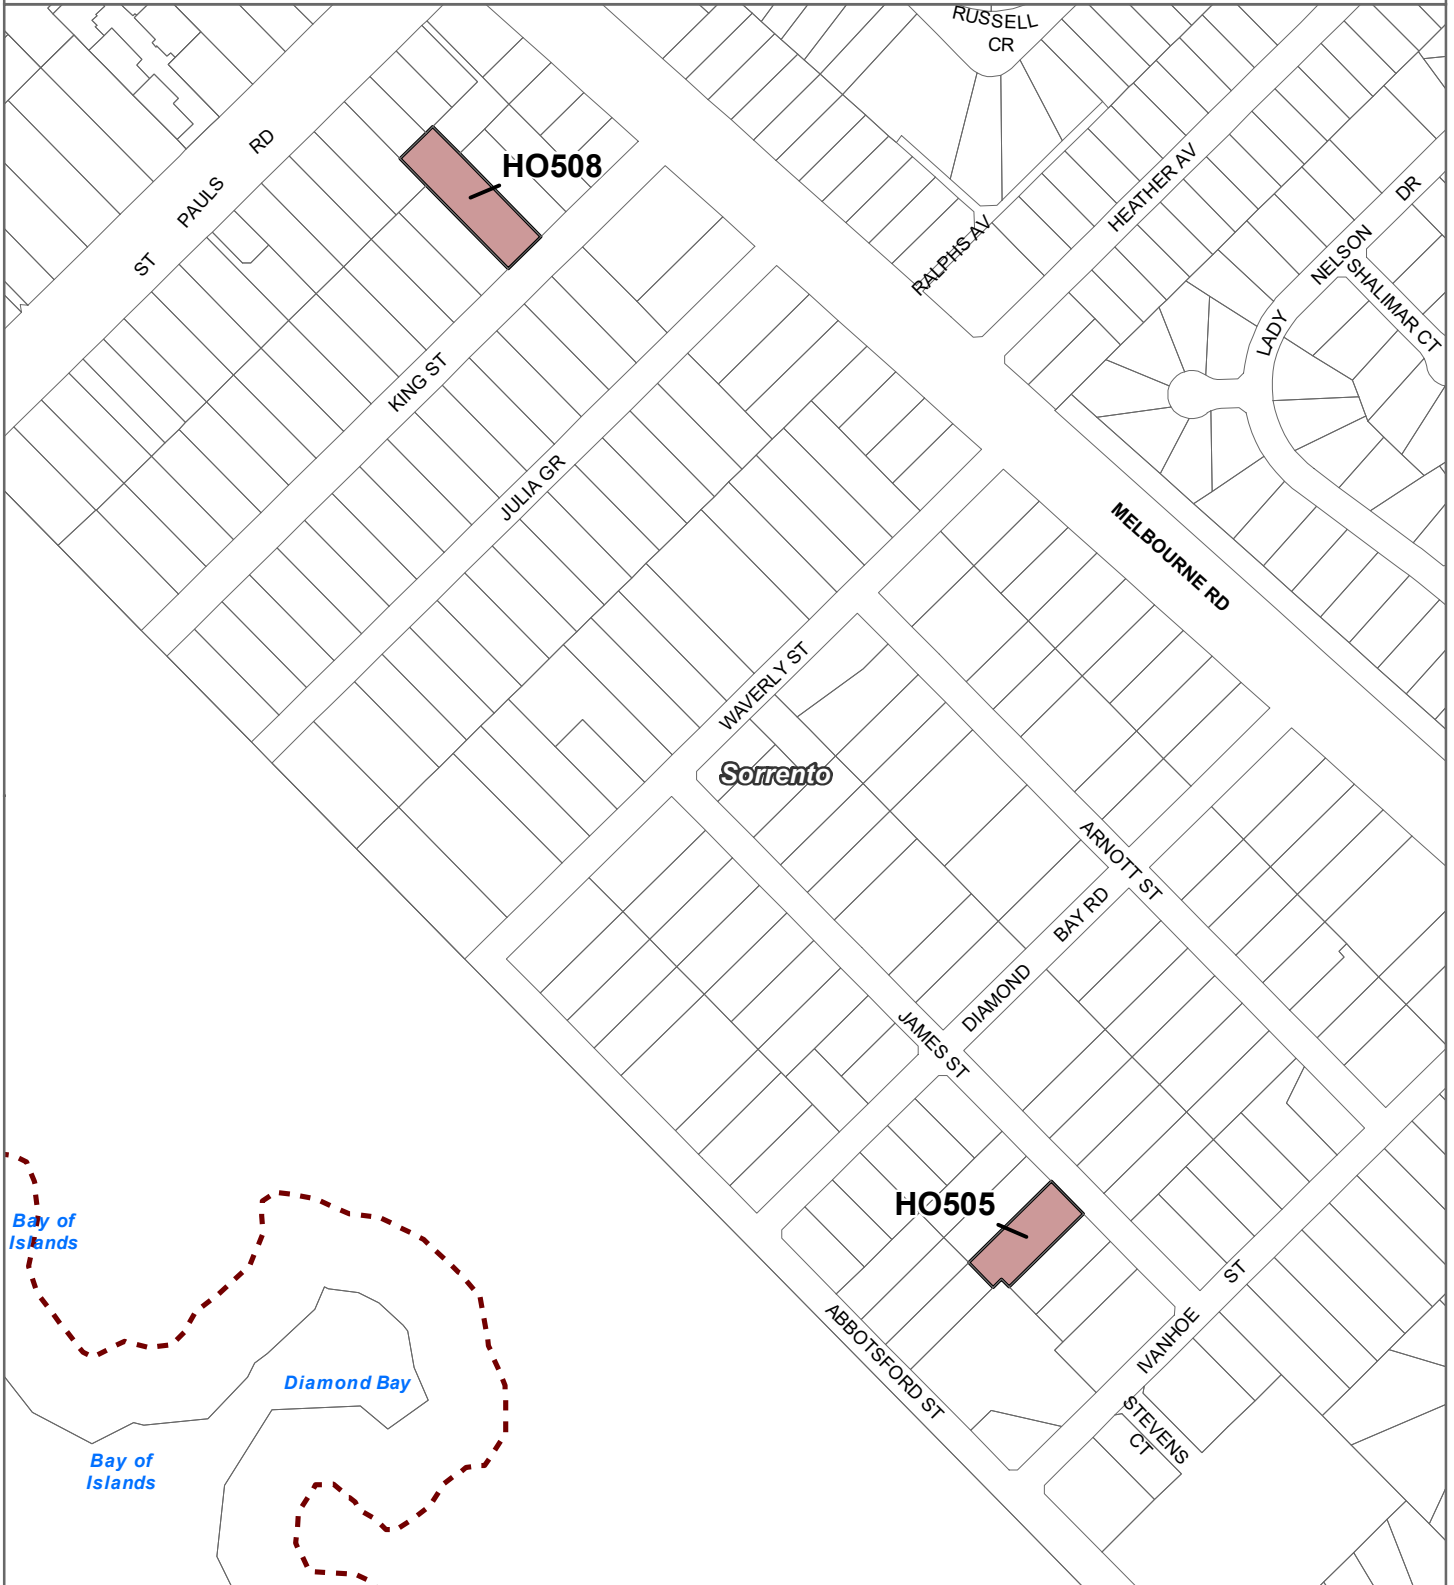 RUSSELL
CR
RD
HO508
PAULS
ST
HEATHER AV
DR
NELSON
RALPHS AV
SHALIMAR CT
LADY
KING ST
JULIA GR
MELBOURNE RD
WAVERLY ST
Sorrento
ARNOTT ST
BAY RD
DIAMOND
JAMES ST
HO505
Bay of
Islands
ST
IVANHOE
ABBOTSFORD ST
Diamond Bay
STEVENS
CT
Bay of
Islands